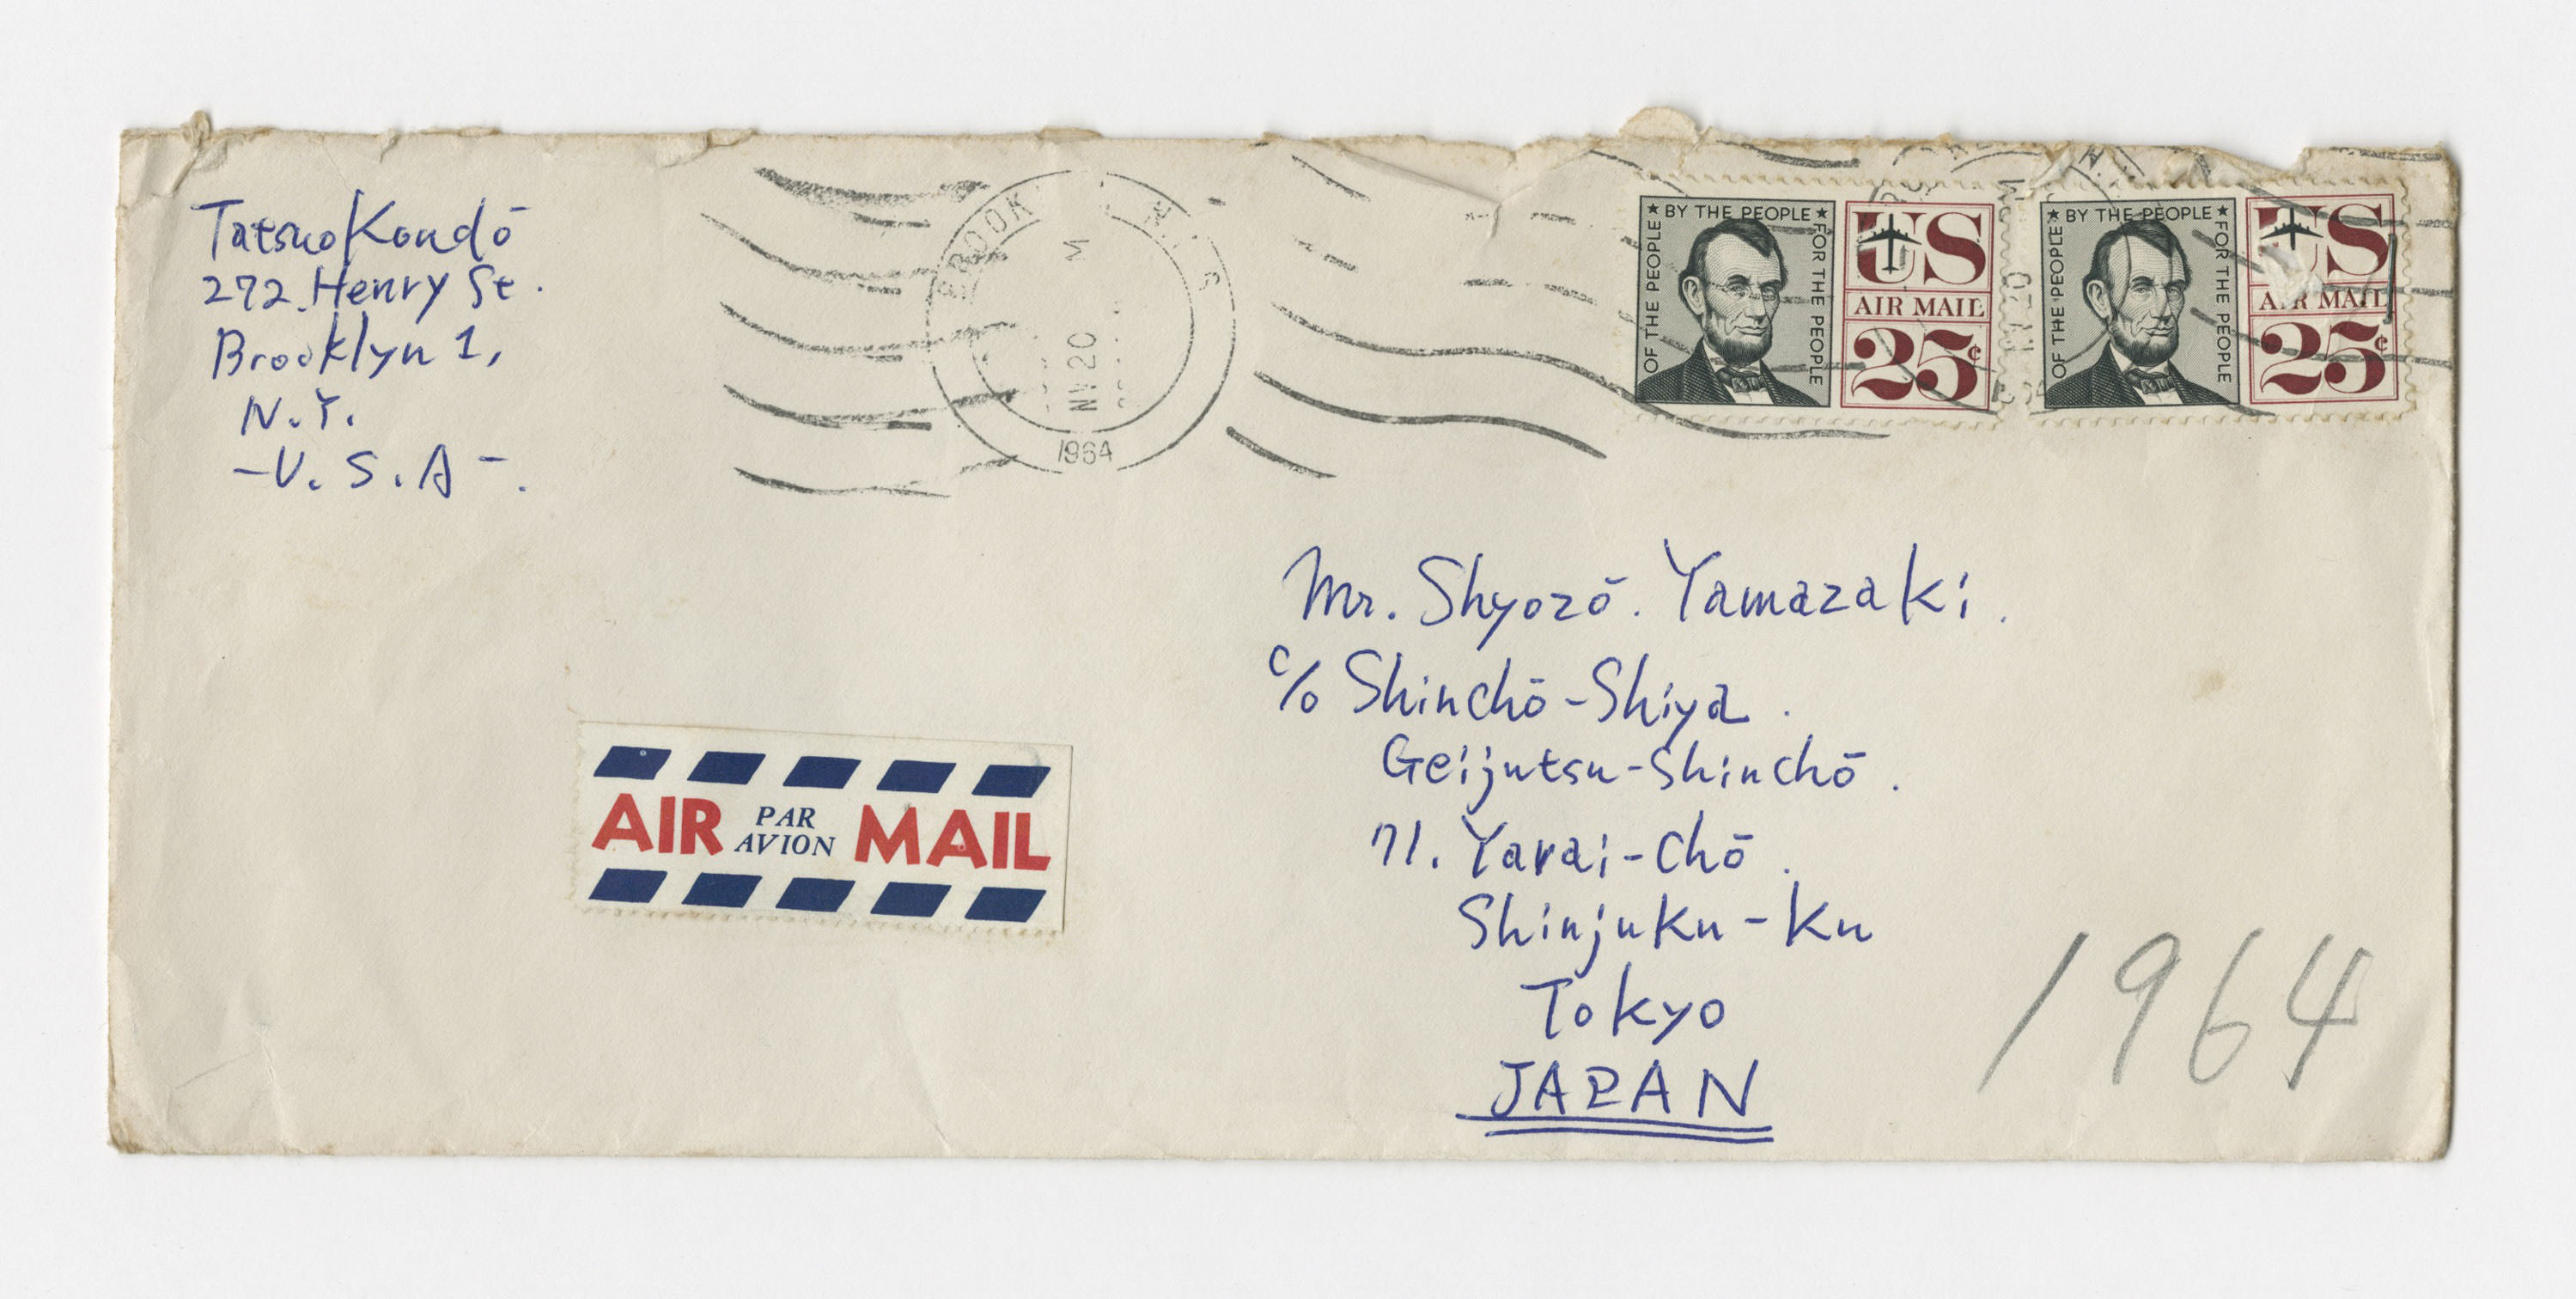 Tatsuo Kondō
272. Henry St.
Brooklyn 1,
N.Y.
-U. S. A-.
N.Y.
NV 20
1964
★ BY THE PEOPLE ★
OF THE PEOPLE
FOR THE PEOPLE
US
AIR MAIL
25¢
★ BY THE PEOPLE ★
OF THE PEOPLE
FOR THE PEOPLE
US
AIR MAIL
25¢
Mr. Shyozō. Yamazaki.
c/o Shinchō-Shiya.
Geijutsu-Shinchō.
71. Yarai-Chō.
Shinjuku-Ku
Tokyo
JAPAN
AIR PAR AVION MAIL
1964